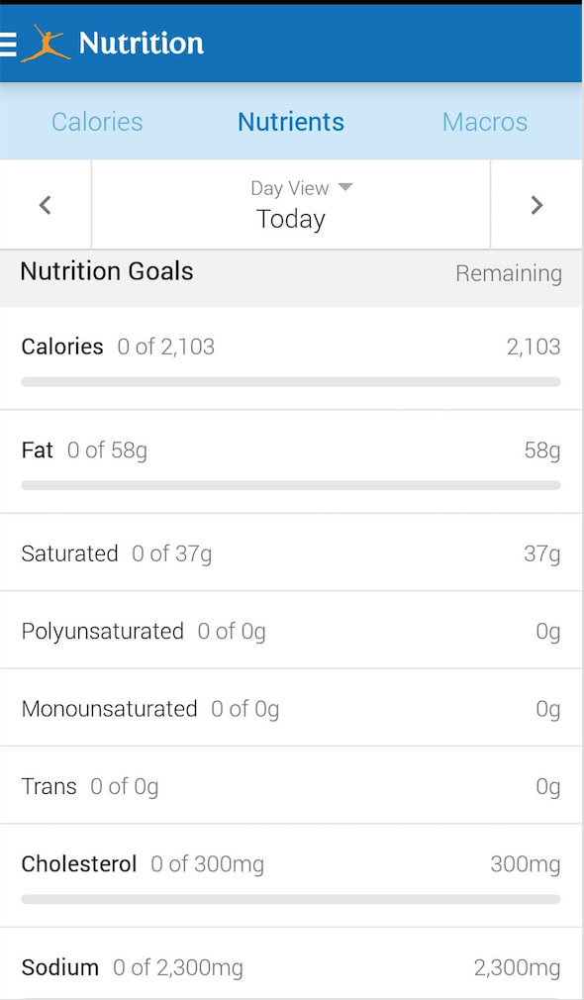 Nutrition
Calories Nutrients Macros
Day View
Today
Nutrition Goals Remaining
Calories 0 of 2,103 2,103
Fat 0 of 58g 58g
Saturated 0 of 37g 37g
Polyunsaturated 0 of 0g 0g
Monounsaturated 0 of 0g 0g
Trans 0 of 0g 0g
Cholesterol 0 of 300mg 300mg
Sodium 0 of 2,300mg 2,300mg